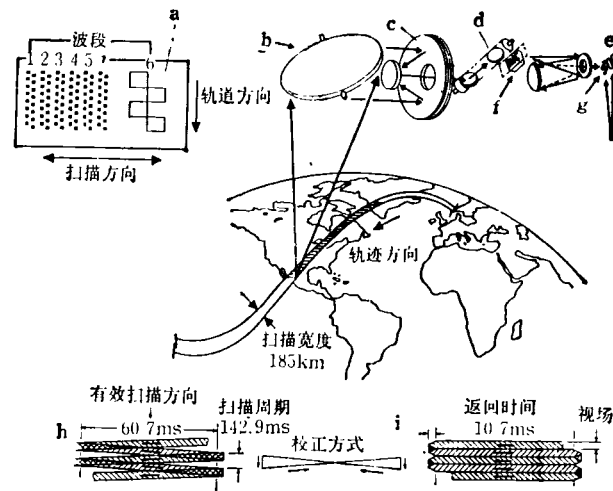 a
波段
1 2 3 4 5 7 6
轨道方向
扫描方向
b
c
d
e
f
g
轨迹方向
扫描宽度
185km
有效扫描方向
h
60.7ms
扫描周期
142.9ms
校正方式
i
返回时间
10.7ms
视场